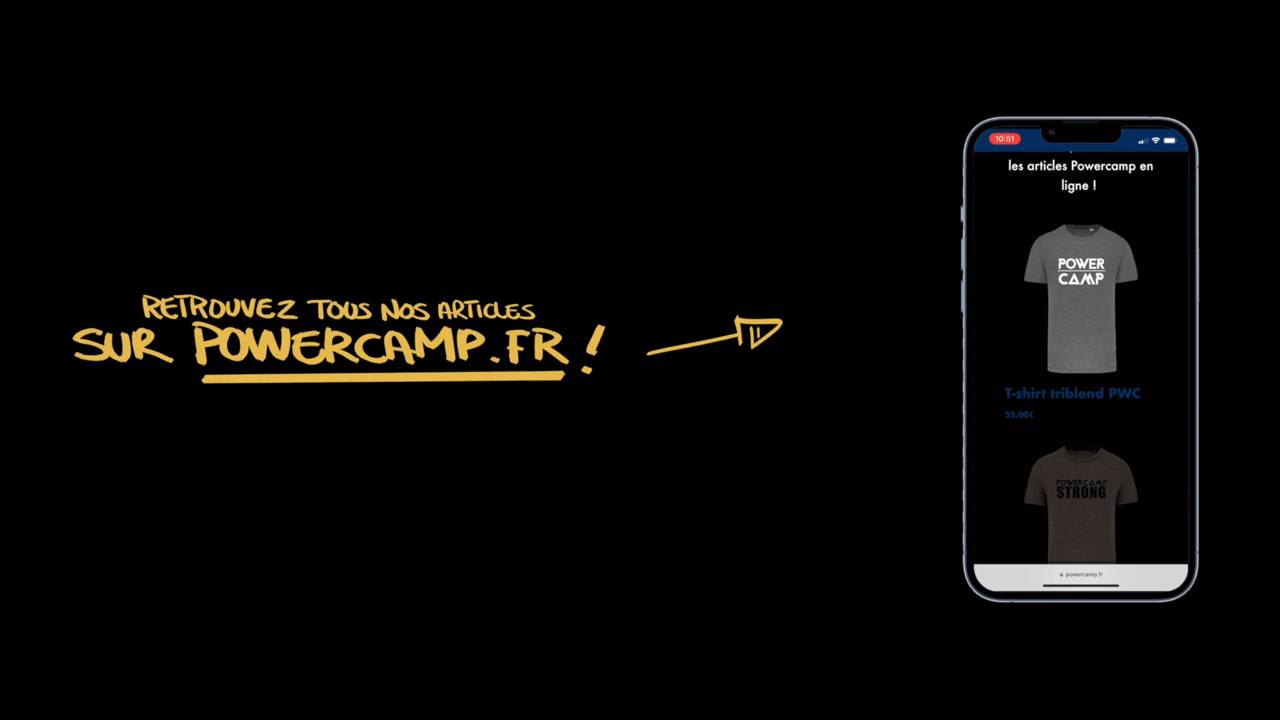 RETROUVEZ TOUS NOS ARTICLES
SUR POWERCAMP.FR !
10:51
les articles Powercamp en
ligne !
POWER
CAMP
T-shirt triblend PWC
25,00€
POWERCAMP
STRONG
powercamp.fr